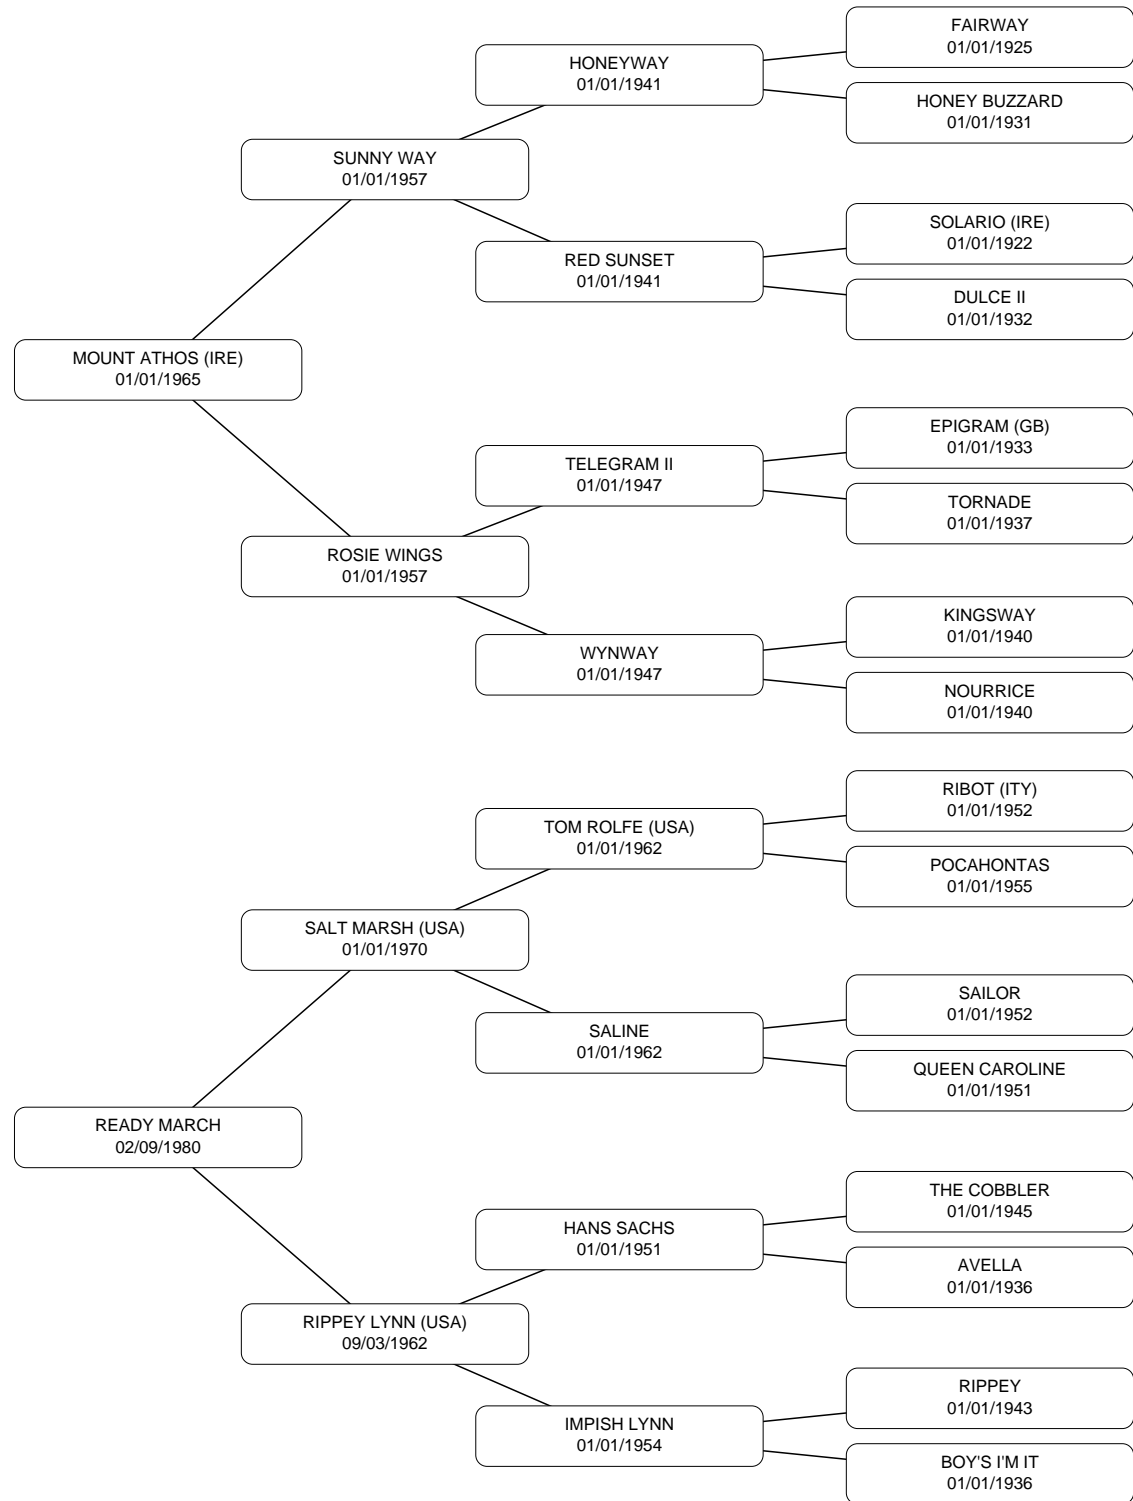 FAIRWAY
01/01/1925
HONEYWAY
01/01/1941
HONEY BUZZARD
01/01/1931
SUNNY WAY
01/01/1957
SOLARIO (IRE)
01/01/1922
RED SUNSET
01/01/1941
DULCE II
01/01/1932
MOUNT ATHOS (IRE)
01/01/1965
EPIGRAM (GB)
01/01/1933
TELEGRAM II
01/01/1947
TORNADE
01/01/1937
ROSIE WINGS
01/01/1957
KINGSWAY
01/01/1940
WYNWAY
01/01/1947
NOURRICE
01/01/1940
RIBOT (ITY)
01/01/1952
TOM ROLFE (USA)
01/01/1962
POCAHONTAS
01/01/1955
SALT MARSH (USA)
01/01/1970
SAILOR
01/01/1952
SALINE
01/01/1962
QUEEN CAROLINE
01/01/1951
READY MARCH
02/09/1980
THE COBBLER
01/01/1945
HANS SACHS
01/01/1951
AVELLA
01/01/1936
RIPPEY LYNN (USA)
09/03/1962
RIPPEY
01/01/1943
IMPISH LYNN
01/01/1954
BOY'S I'M IT
01/01/1936